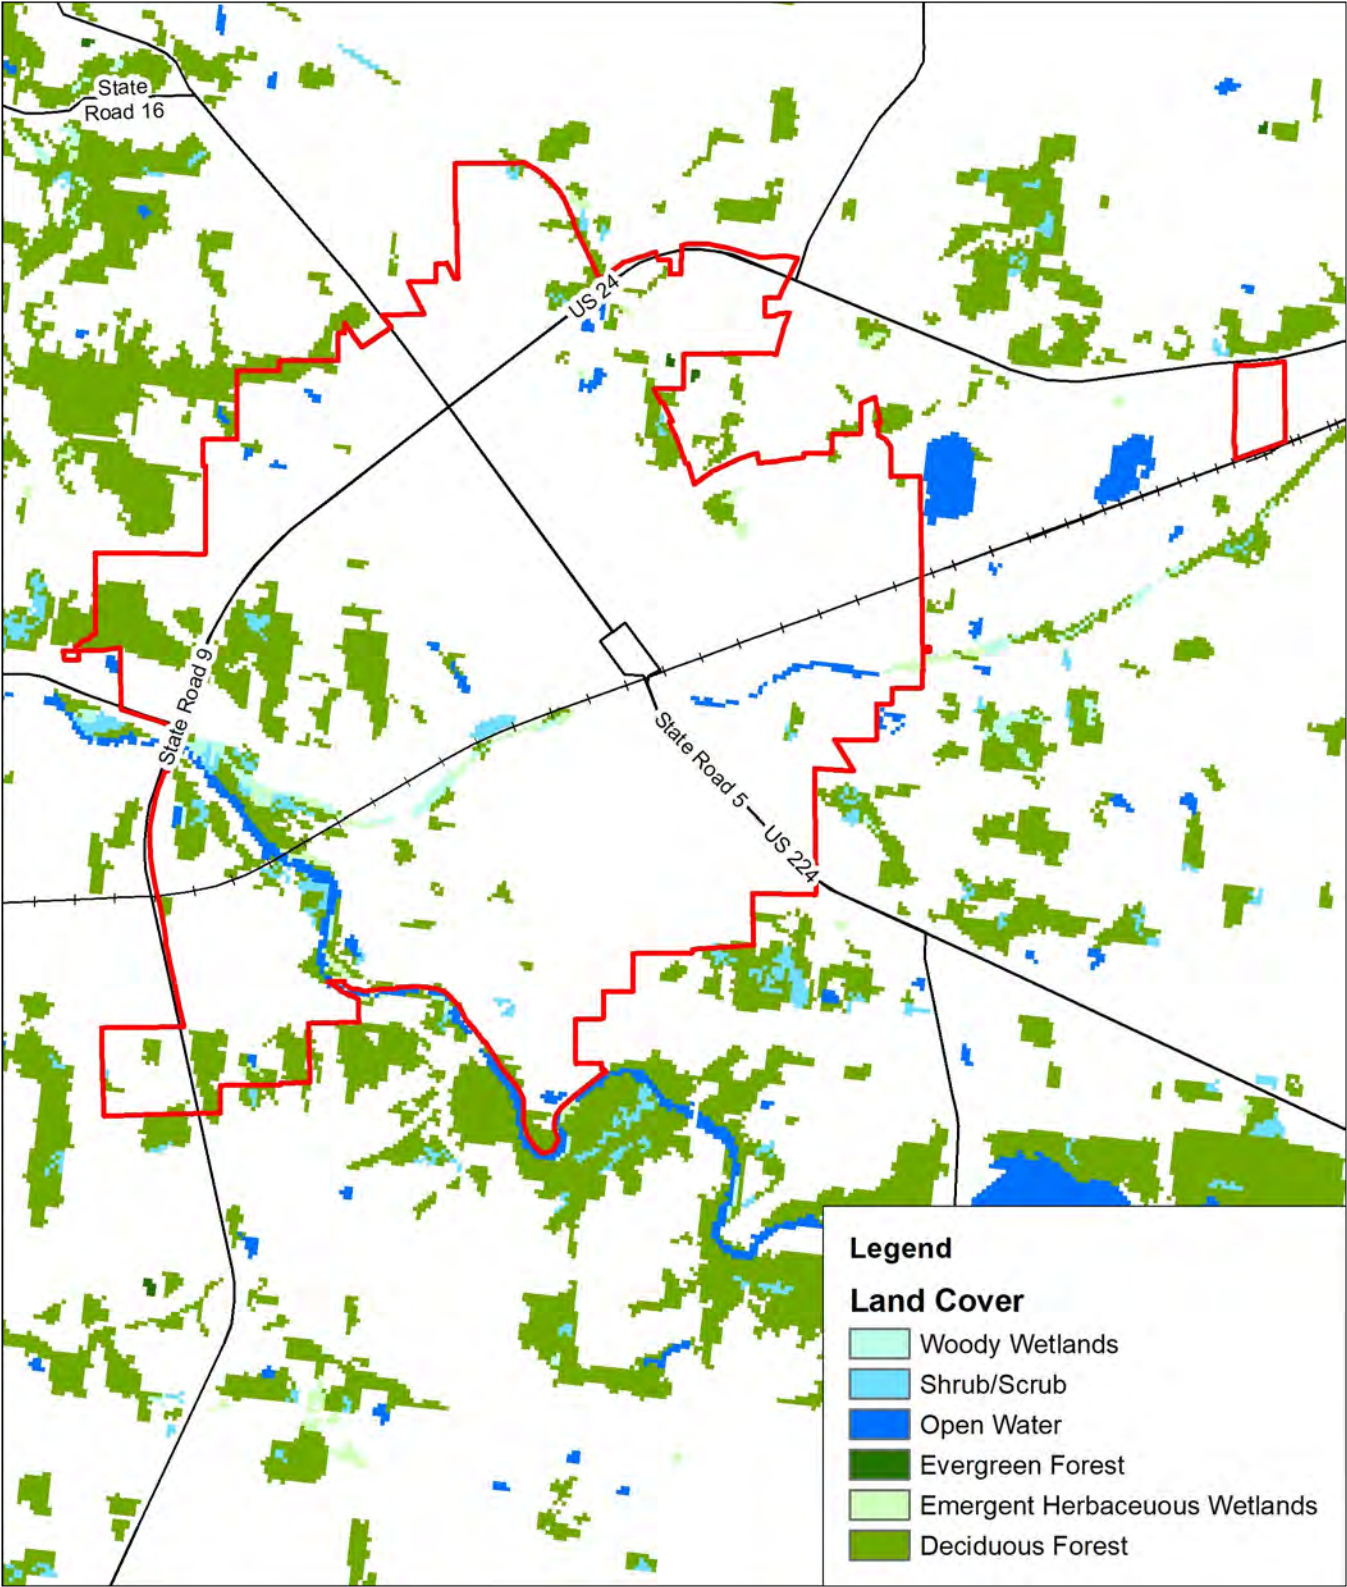 State
Road 16
US 24
State Road 9
State Road 5
US 224
Legend
Land Cover
Woody Wetlands
Shrub/Scrub
Open Water
Evergreen Forest
Emergent Herbaceuous Wetlands
Deciduous Forest